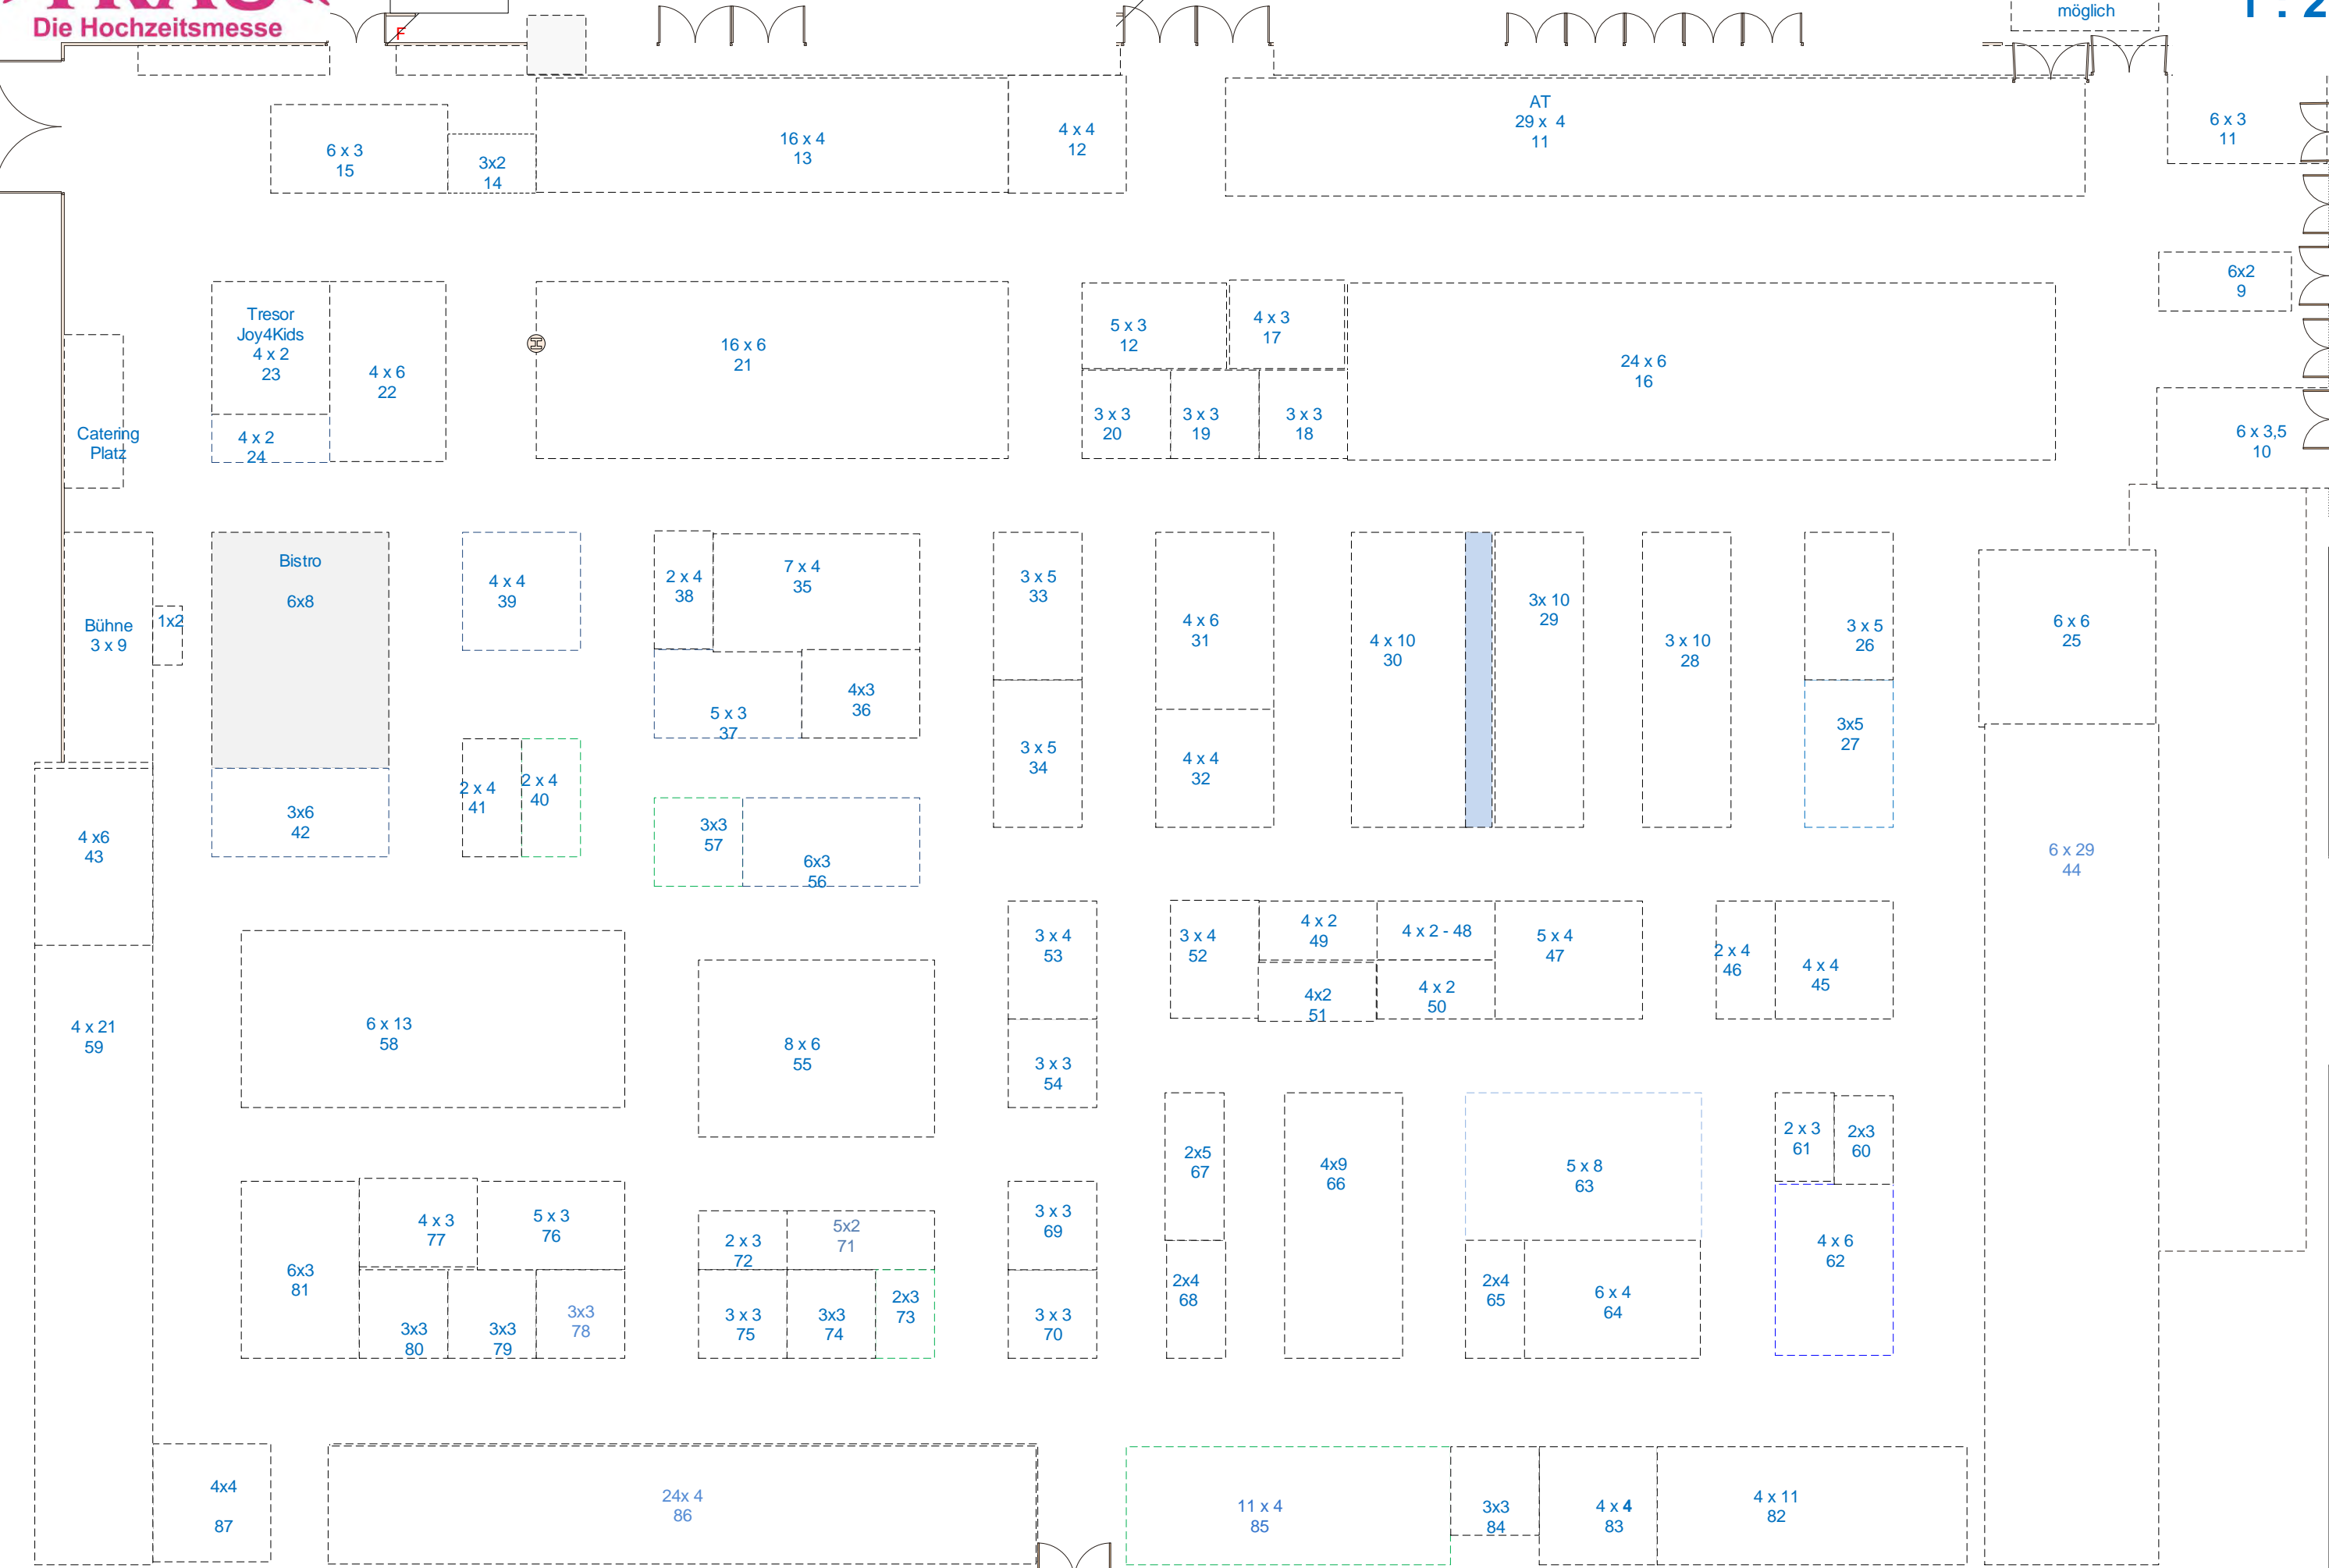 Die Hochzeitsmesse
F
möglich
1 : 2
6 x 3
15
3x2
14
16 x 4
13
4 x 4
12
AT
29 x  4
11
6 x 3
11
Tresor
Joy4Kids
4 x 2
23
4 x 6
22
4 x 2
24
Catering
Platz
16 x 6
21
5 x 3
12
4 x 3
17
3 x 3
20
3 x 3
19
3 x 3
18
24 x 6
16
6x2
9
6 x 3,5
10
Bühne
3 x 9
1x2
Bistro
6x8
4 x 4
39
2 x 4
38
7 x 4
35
5 x 3
37
4x3
36
3 x 5
33
3 x 5
34
4 x 6
31
4 x 4
32
4 x 10
30
3x 10
29
3 x 10
28
3 x 5
26
3x5
27
6 x 6
25
4 x6
43
3x6
42
2 x 4
41
2 x 4
40
3x3
57
6x3
56
6 x 29
44
4 x 21
59
6 x 13
58
8 x 6
55
3 x 4
53
3 x 3
54
3 x 4
52
4 x 2
49
4 x 2 - 48
4x2
51
4 x 2
50
5 x 4
47
2 x 4
46
4 x 4
45
2x5
67
2x4
68
4x9
66
5 x 8
63
2x4
65
6 x 4
64
2 x 3
61
2x3
60
4 x 6
62
6x3
81
4 x 3
77
5 x 3
76
3x3
80
3x3
79
3x3
78
2 x 3
72
5x2
71
3 x 3
75
3x3
74
2x3
73
3 x 3
69
3 x 3
70
4x4
87
24x 4
86
11 x 4
85
3x3
84
4 x 4
83
4 x 11
82